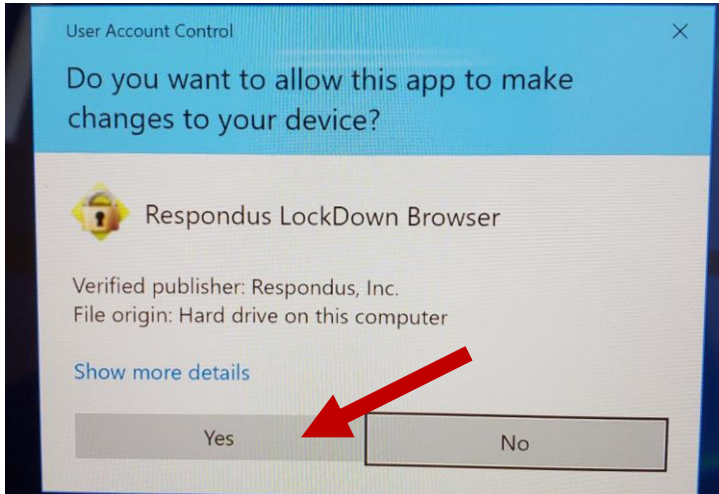 User Account Control
Do you want to allow this app to make
changes to your device?
Respondus LockDown Browser
Verified publisher: Respondus, Inc.
File origin: Hard drive on this computer
Show more details
Yes
No